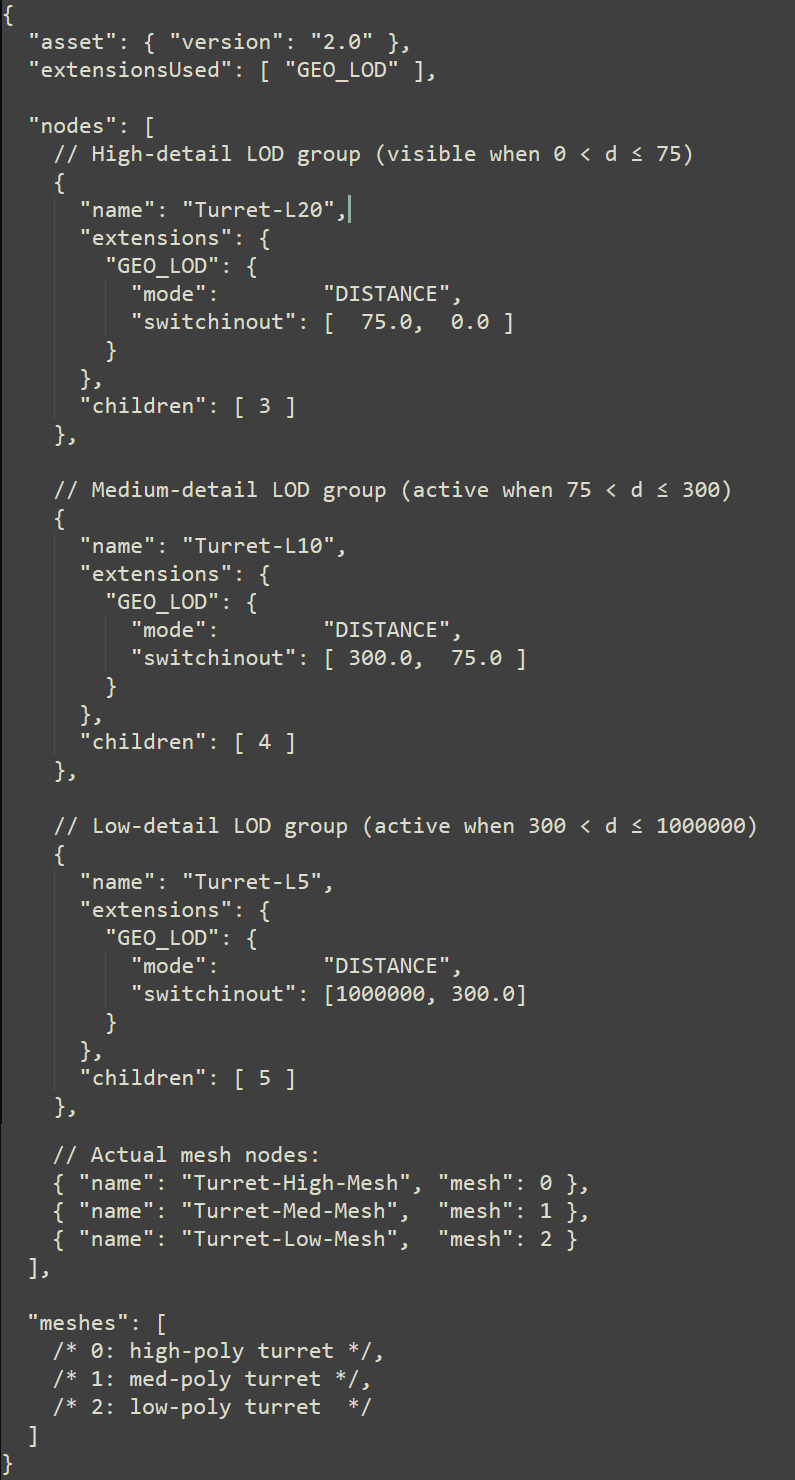 {
  "asset": { "version": "2.0" },
  "extensionsUsed": [ "GEO_LOD" ],

  "nodes": [
    // High-detail LOD group (visible when 0 < d ≤ 75)
    {
      "name": "Turret-L20",
      "extensions": {
        "GEO_LOD": {
          "mode":        "DISTANCE",
          "switchinout": [  75.0,  0.0 ]
        }
      },
      "children": [ 3 ]
    },

    // Medium-detail LOD group (active when 75 < d ≤ 300)
    {
      "name": "Turret-L10",
      "extensions": {
        "GEO_LOD": {
          "mode":        "DISTANCE",
          "switchinout": [ 300.0,  75.0 ]
        }
      },
      "children": [ 4 ]
    },

    // Low-detail LOD group (active when 300 < d ≤ 1000000)
    {
      "name": "Turret-L5",
      "extensions": {
        "GEO_LOD": {
          "mode":        "DISTANCE",
          "switchinout": [1000000, 300.0]
        }
      },
      "children": [ 5 ]
    },

    // Actual mesh nodes:
    { "name": "Turret-High-Mesh", "mesh": 0 },
    { "name": "Turret-Med-Mesh",  "mesh": 1 },
    { "name": "Turret-Low-Mesh",  "mesh": 2 }
  ],

  "meshes": [
    /* 0: high-poly turret */,
    /* 1: med-poly turret */,
    /* 2: low-poly turret  */
  ]
}